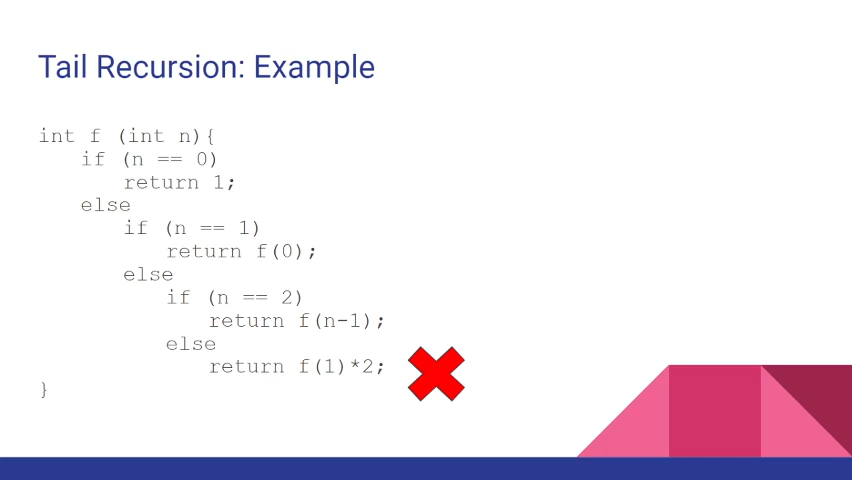 Tail Recursion: Example
int f (int n){
if (n == 0)
return 1;
else
if (n == 1)
return f(0);
else
if (n == 2)
return f(n-1);
else
return f(1)*2;
}